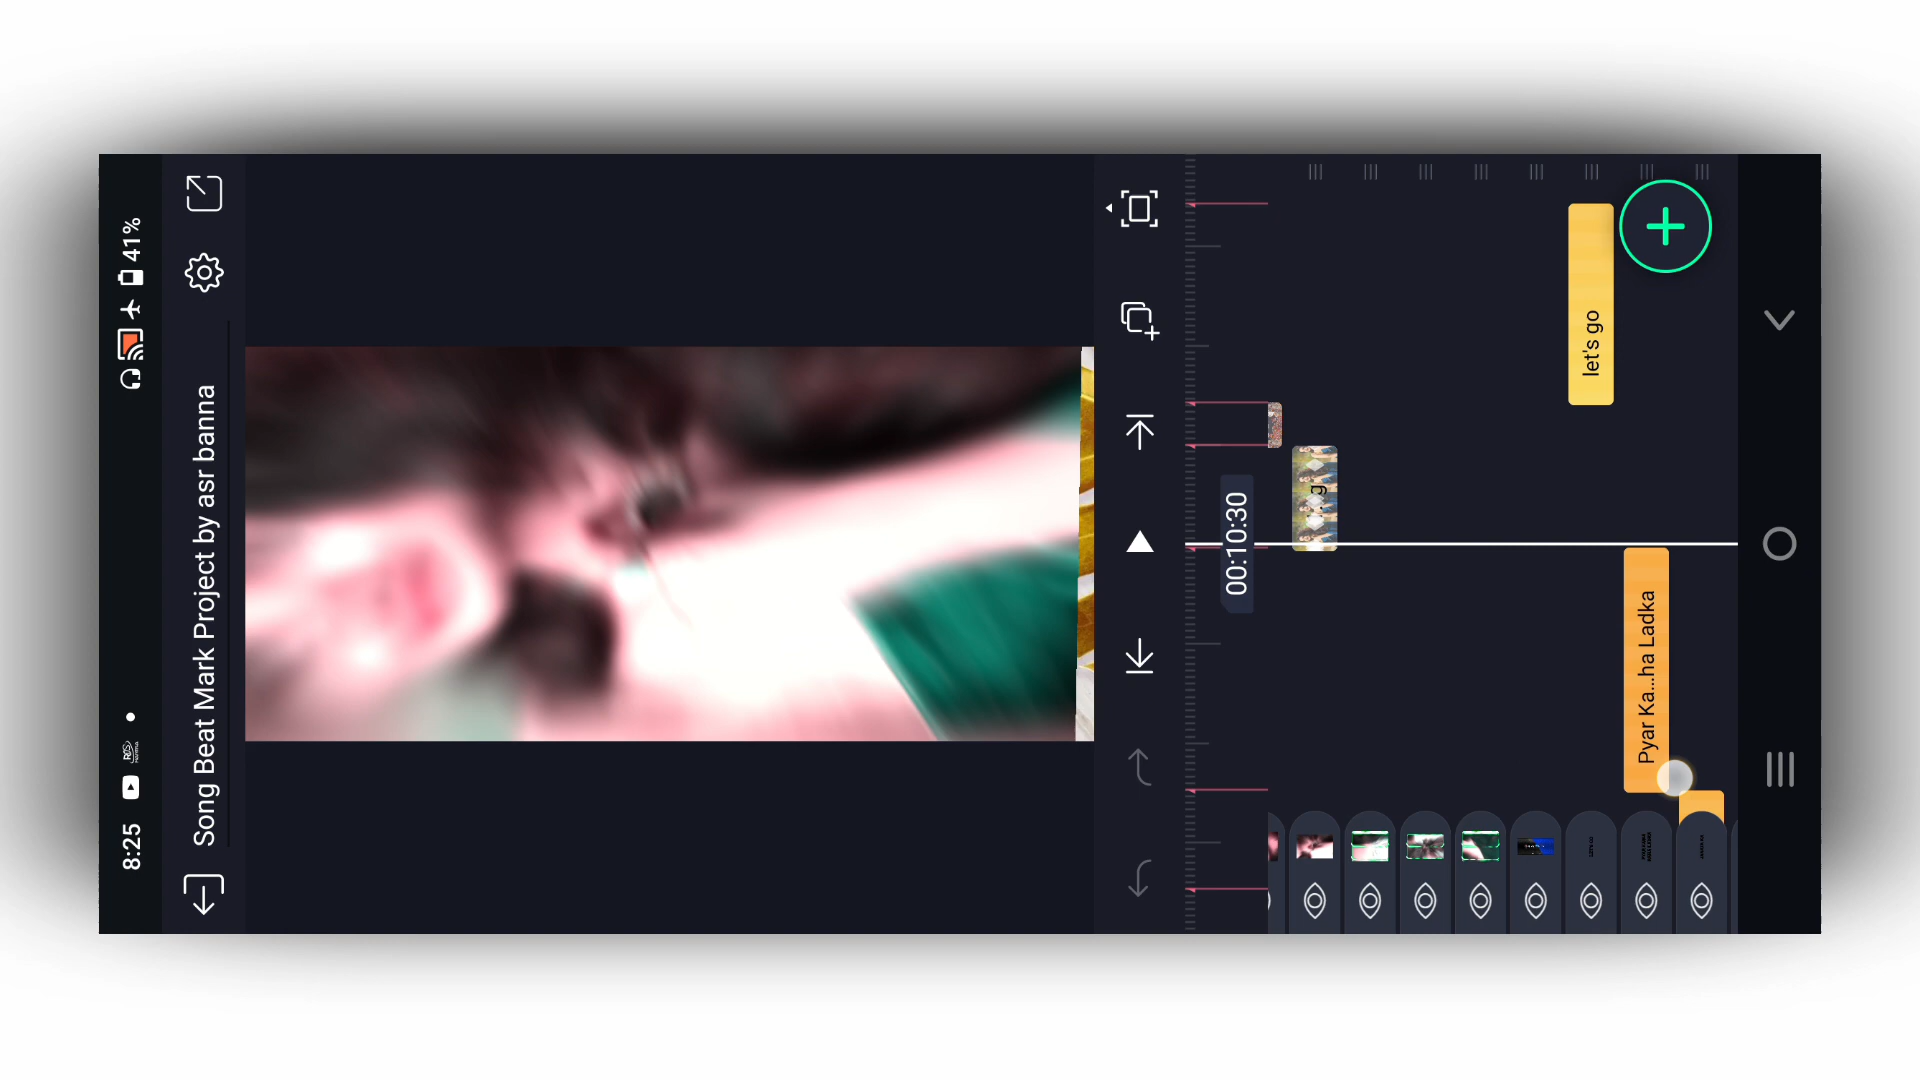 8:25
41%
Song Beat Mark Project by asr banna
00:10:30
g
let's go
Pyar Ka...ha Ladka